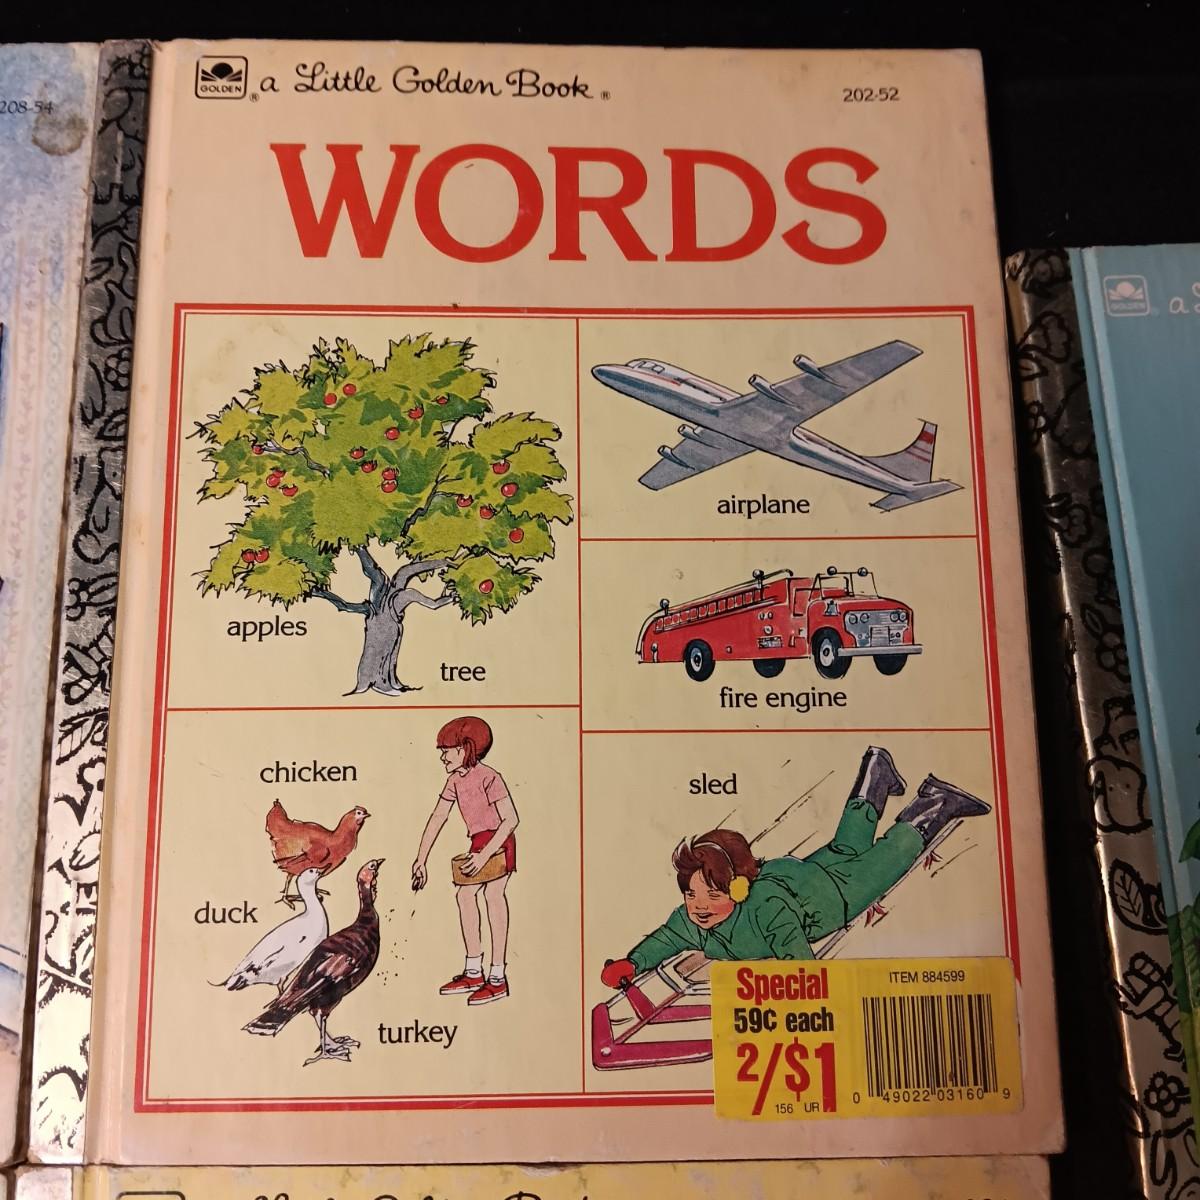 208-54
GOLDEN
® a Little Golden Book ®
202-52
WORDS
apples
tree
airplane
fire engine
chicken
duck
turkey
sled
Special
59¢ each
2/$1
156 UR
ITEM 884599
0 49022 03160 9
GOLDEN
® a